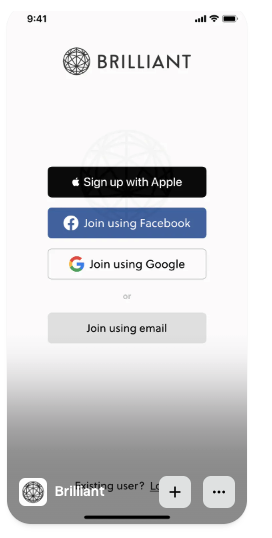 9:41
BRILLIANT
Sign up with Apple
Join using Facebook
Join using Google
or
Join using email
Existing user? Lo
Brilliant